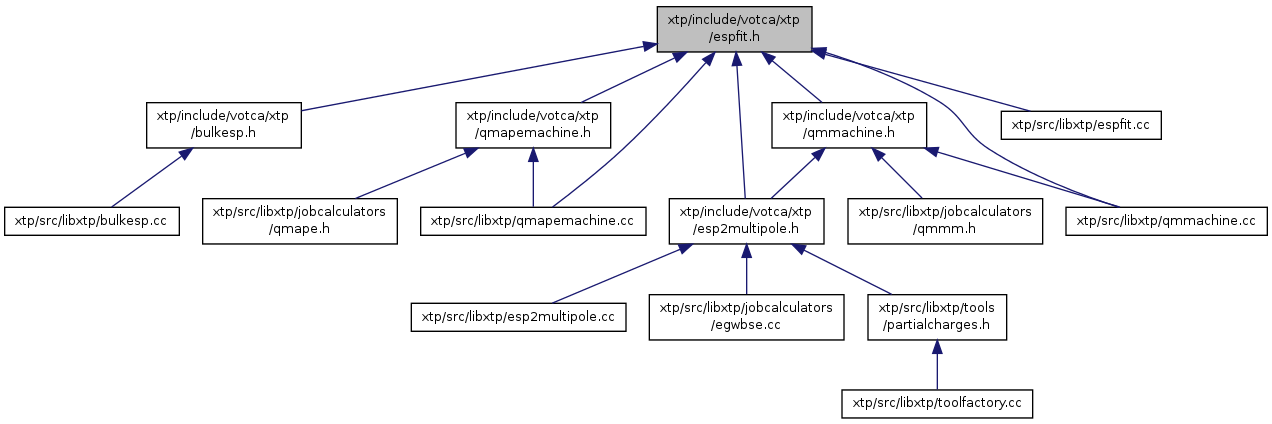 xtp/include/votca/xtp
/espfit.h
xtp/include/votca/xtp
/bulkesp.h
xtp/include/votca/xtp
/qmapemachine.h
xtp/include/votca/xtp
/qmmachine.h
xtp/src/libxtp/espfit.cc
xtp/src/libxtp/bulkesp.cc
xtp/src/libxtp/jobcalculators
/qmape.h
xtp/src/libxtp/qmapemachine.cc
xtp/include/votca/xtp
/esp2multipole.h
xtp/src/libxtp/jobcalculators
/qmmm.h
xtp/src/libxtp/qmmachine.cc
xtp/src/libxtp/esp2multipole.cc
xtp/src/libxtp/jobcalculators
/egwbse.cc
xtp/src/libxtp/tools
/partialcharges.h
xtp/src/libxtp/toolfactory.cc